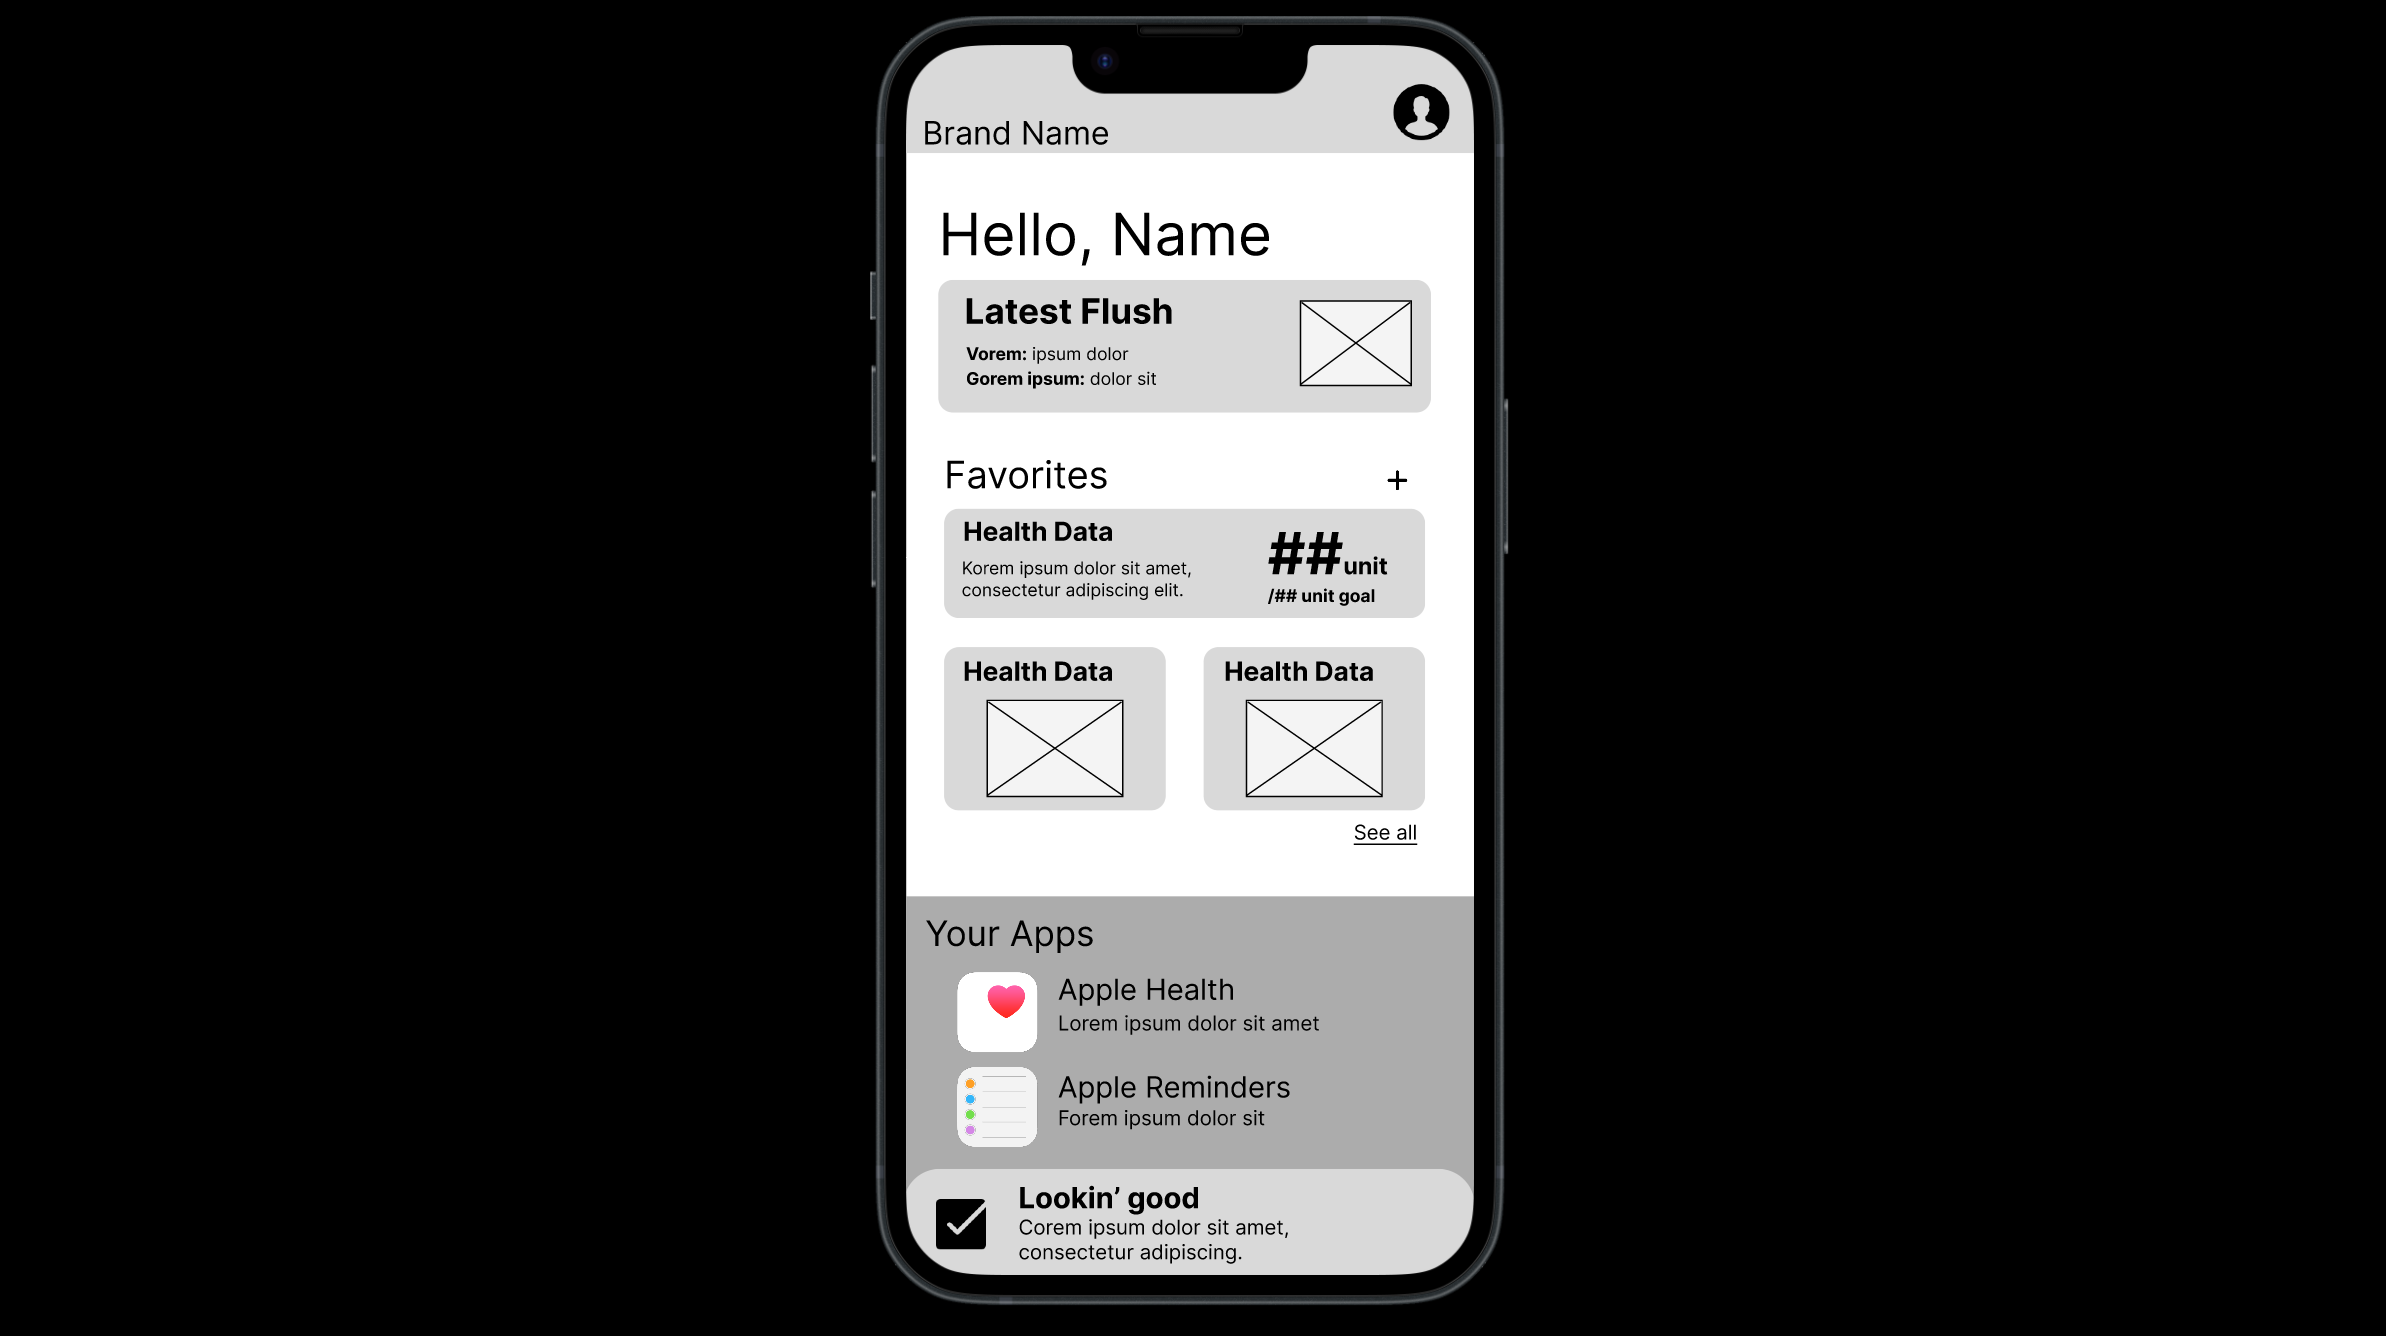 Brand Name
Hello, Name
Latest Flush
Vorem: ipsum dolor
Gorem ipsum: dolor sit
Favorites
+
Health Data
Korem ipsum dolor sit amet,
consectetur adipiscing elit.
##unit
/## unit goal
Health Data
Health Data
See all
Your Apps
Apple Health
Lorem ipsum dolor sit amet
Apple Reminders
Forem ipsum dolor sit
Lookin’ good
Corem ipsum dolor sit amet,
consectetur adipiscing.